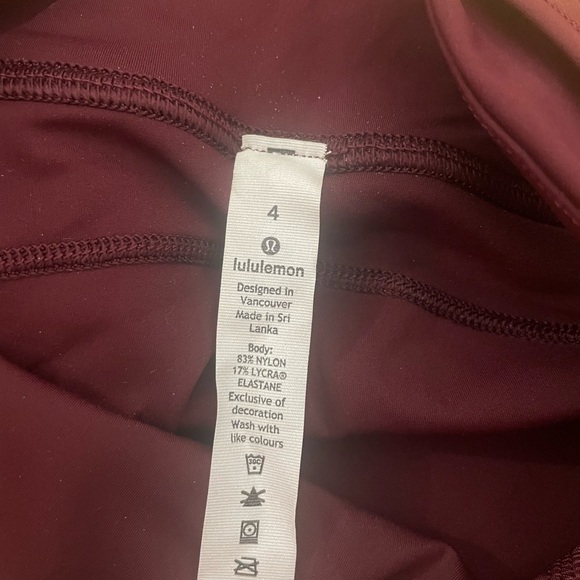 4
lululemon
Designed in
Vancouver
Made in Sri
Lanka
Body:
83% NYLON
17% LYCRA®
ELASTANE
Exclusive of
decoration
Wash with
like colours
30C